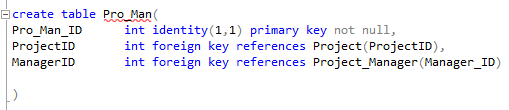 create table Pro_Man(
Pro_Man_ID int identity(1,1) primary key not null,
ProjectID int foreign key references Project(ProjectID),
ManagerID int foreign key references Project_Manager(Manager_ID)
)